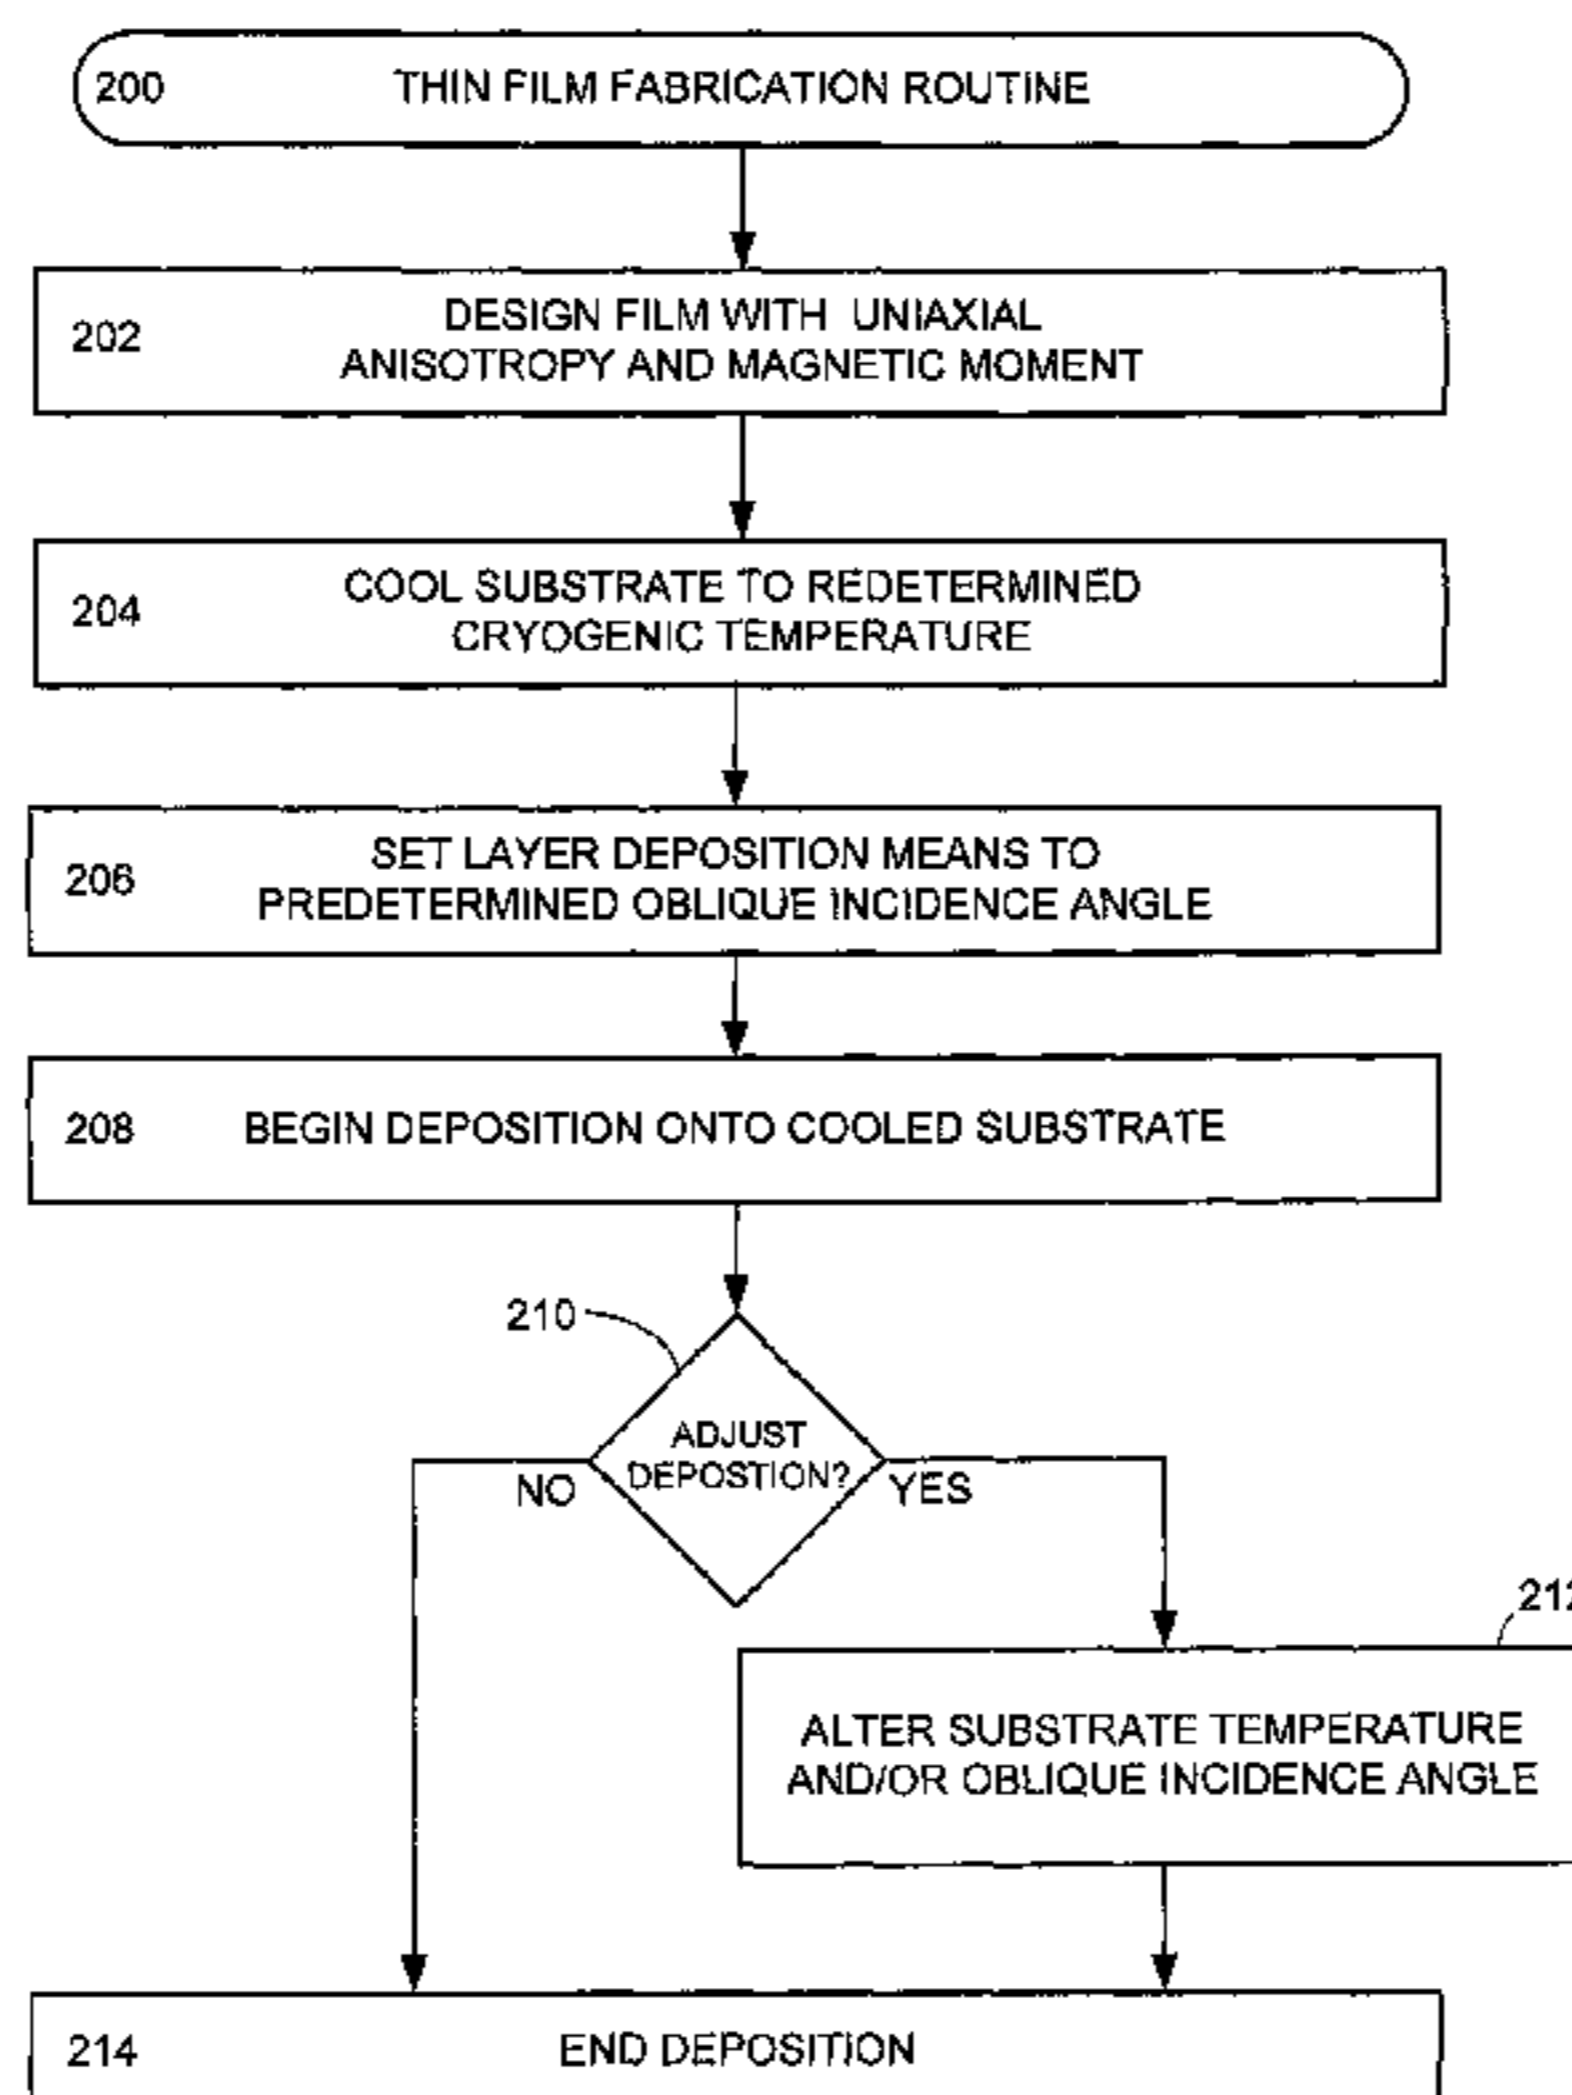 200 THIN FILM FABRICATION ROUTINE
202 DESIGN FILM WITH UNIAXIAL
ANISOTROPY AND MAGNETIC MOMENT
204 COOL SUBSTRATE TO REDETERMINED
CRYOGENIC TEMPERATURE
206 SET LAYER DEPOSITION MEANS TO
PREDETERMINED OBLIQUE INCIDENCE ANGLE
208 BEGIN DEPOSITION ONTO COOLED SUBSTRATE
210
ADJUST
DEPOSTION?
NO
YES
212
ALTER SUBSTRATE TEMPERATURE
AND/OR OBLIQUE INCIDENCE ANGLE
214 END DEPOSITION